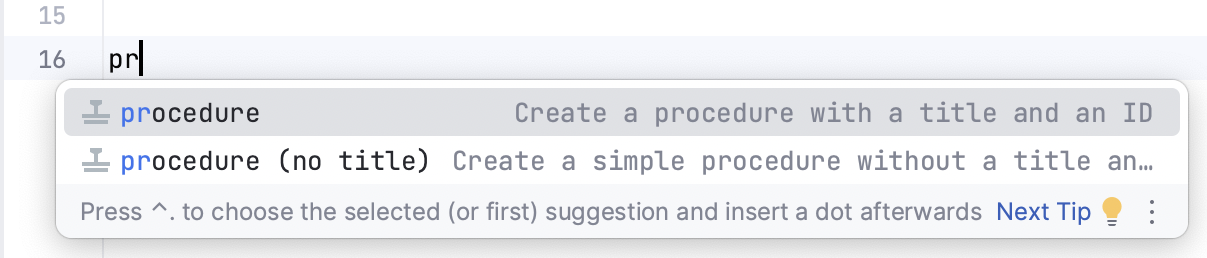 15
16 pr
procedure Create a procedure with a title and an ID
procedure (no title) Create a simple procedure without a title an…
Press ^. to choose the selected (or first) suggestion and insert a dot afterwards Next Tip